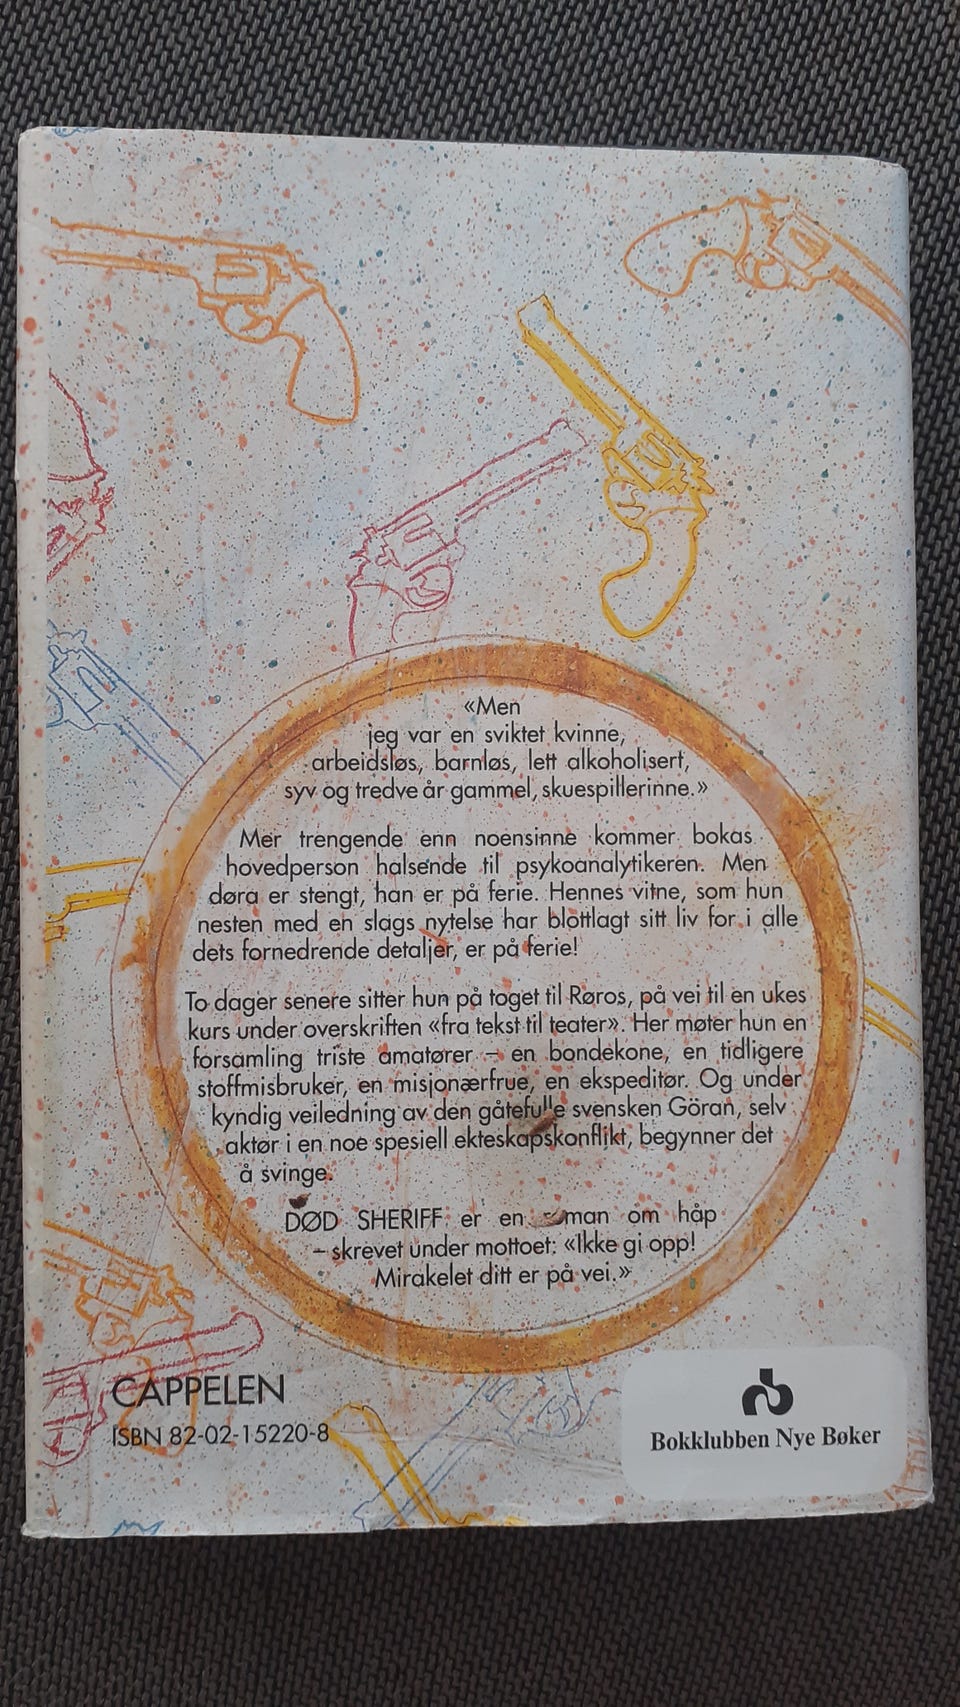 «Men
jeg var en sviktet kvinne,
arbeidsløs, barnløs, lett alkoholisert,
syv og tredve år gammel, skuespillerinne.»
Mer trengende enn noensinne kommer bokas
hovedperson halsende til psykoanalytikeren. Men
døra er stengt, han er på ferie. Hennes vitne, som hun
nesten med en slags nytelse har blottlagt sitt liv for i alle
dets fornedrende detaljer, er på ferie!
To dager senere sitter hun på toget til Røros, på vei til en ukes
kurs under overskriften «fra tekst til teater». Her møter hun en
forsamling triste amatører – en bondekone, en tidligere
stoffmisbruker, en misjonærfrue, en ekspeditør. Og under
kyndig veiledning av den gåtefulle svensken Göran, selv
aktør i en noe spesiell ekteskapskonflikt, begynner det
å svinge.
DØD SHERIFF er en man om håp
– skrevet under mottoet: «Ikke gi opp!
Mirakelet ditt er på vei.»
CAPPELEN
ISBN 82-02-15220-8
Bokklubben Nye Bøker